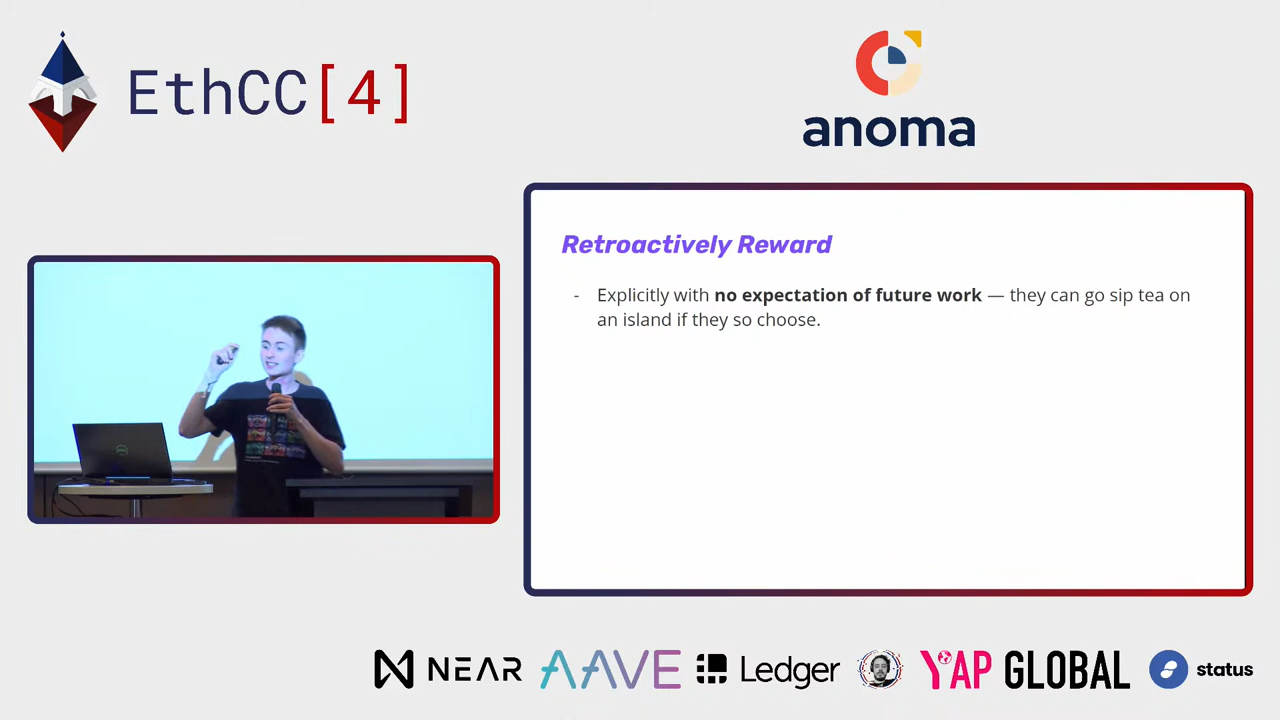 EthCC[4]
anoma
Retroactively Reward
- Explicitly with no expectation of future work — they can go sip tea on
an island if they so choose.
NEAR
AAVE
Ledger
YAP GLOBAL
status